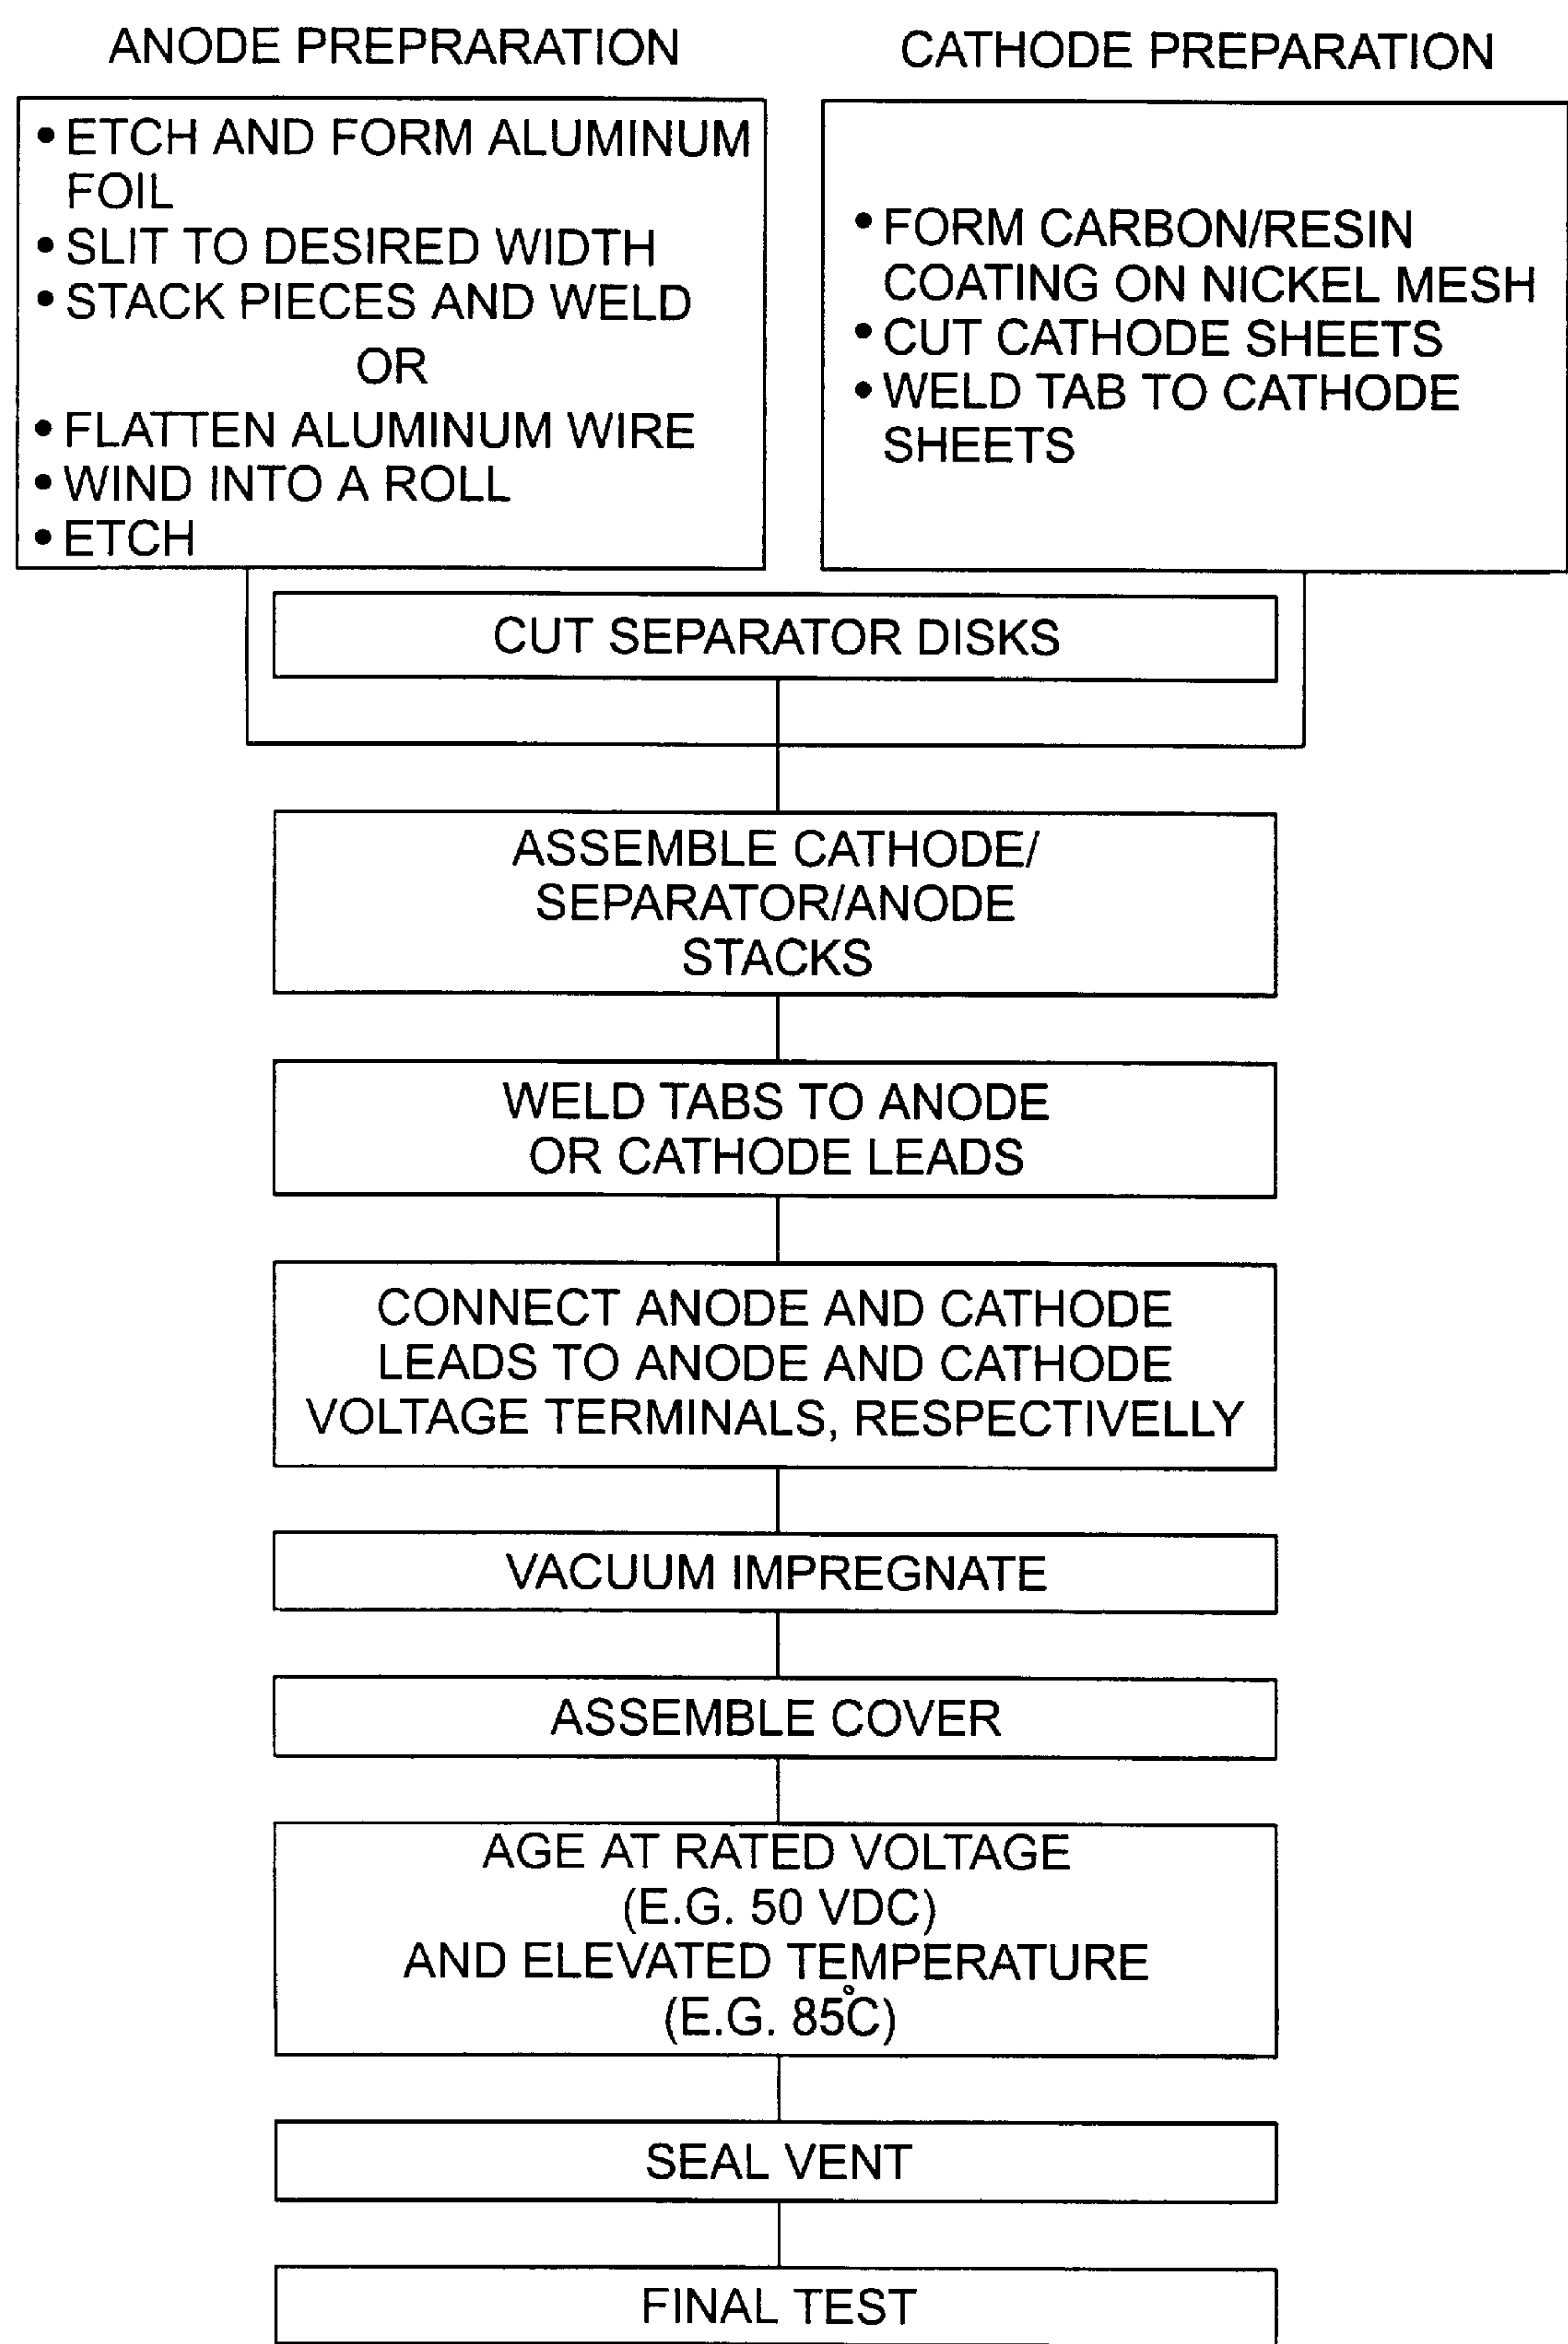 ANODE PREPRARATION
• ETCH AND FORM ALUMINUM
FOIL
• SLIT TO DESIRED WIDTH
• STACK PIECES AND WELD
OR
• FLATTEN ALUMINUM WIRE
• WIND INTO A ROLL
• ETCH
CATHODE PREPARATION
• FORM CARBON/RESIN
COATING ON NICKEL MESH
• CUT CATHODE SHEETS
• WELD TAB TO CATHODE
SHEETS
CUT SEPARATOR DISKS
ASSEMBLE CATHODE/
SEPARATOR/ANODE
STACKS
WELD TABS TO ANODE
OR CATHODE LEADS
CONNECT ANODE AND CATHODE
LEADS TO ANODE AND CATHODE
VOLTAGE TERMINALS, RESPECTIVELLY
VACUUM IMPREGNATE
ASSEMBLE COVER
AGE AT RATED VOLTAGE
(E.G. 50 VDC)
AND ELEVATED TEMPERATURE
(E.G. 85°C)
SEAL VENT
FINAL TEST